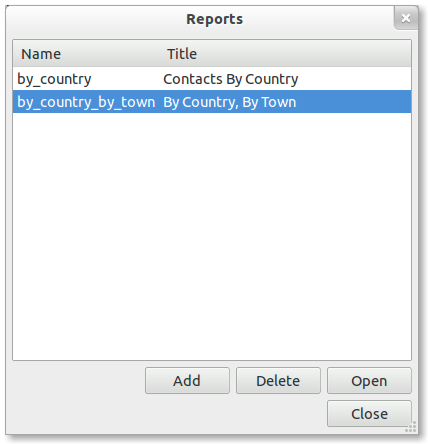 Reports
Name Title
by_country Contacts By Country
by_country_by_town By Country, By Town
Add Delete Open
Close